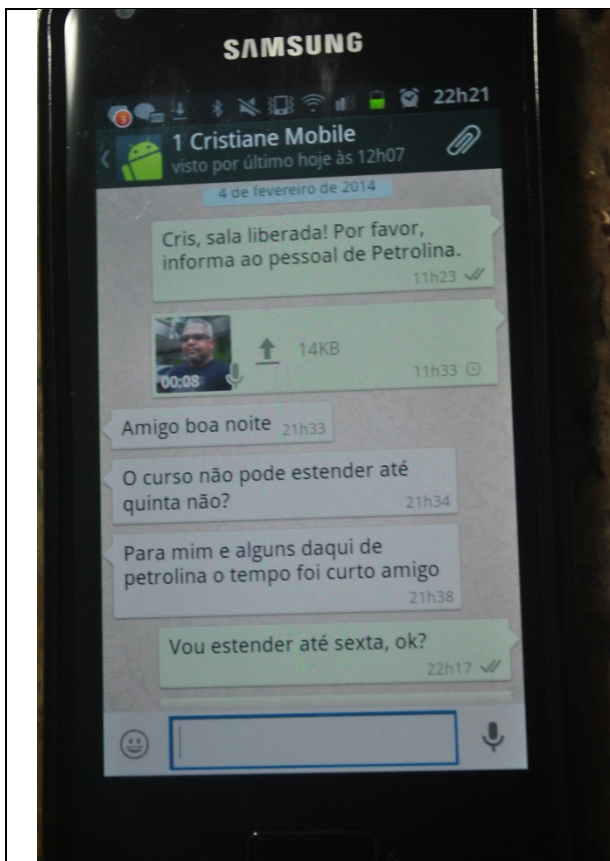 SAMSUNG
3
22h21
1 Cristiane Mobile
visto por último hoje às 12h07
4 de fevereiro de 2014
Cris, sala liberada! Por favor,
informa ao pessoal de Petrolina.
11h23
14KB
00:08
11h33
Amigo boa noite 21h33
O curso não pode estender até
quinta não?
21h34
Para mim e alguns daqui de
petrolina o tempo foi curto amigo
21h38
Vou estender até sexta, ok?
22h17